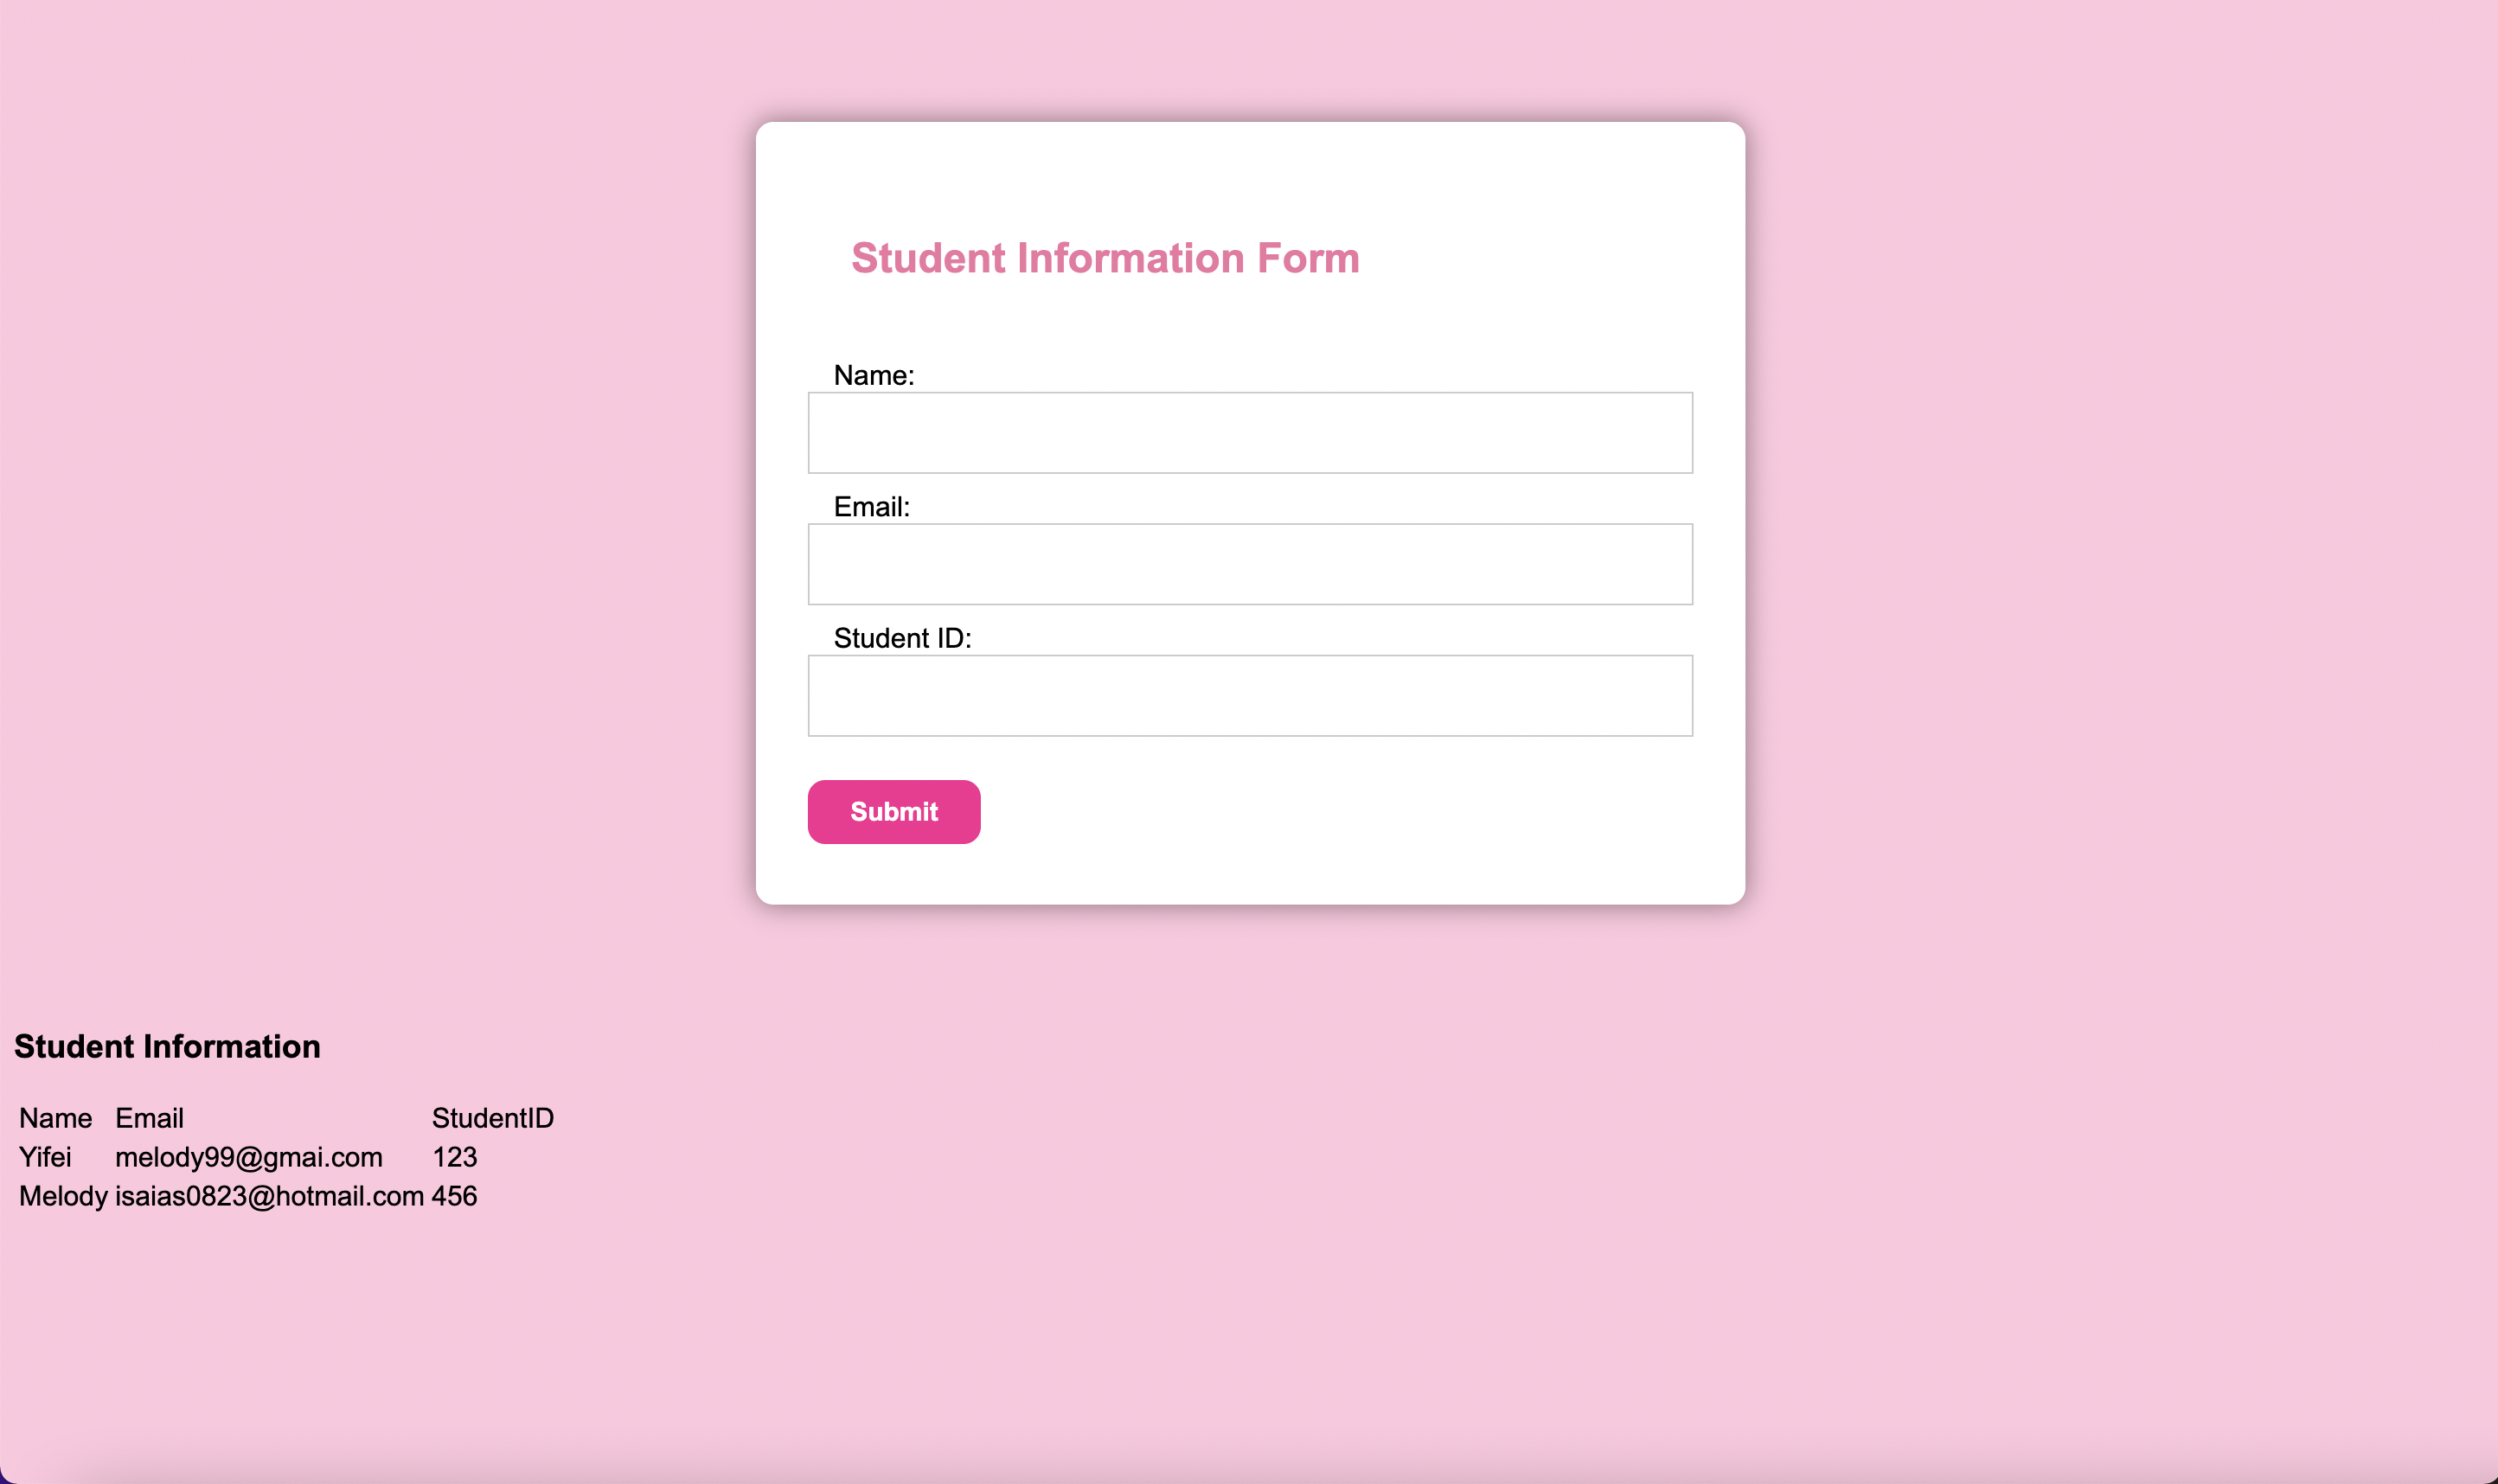 Student Information Form
Name:
Email:
Student ID:
Submit
Student Information
Name Email StudentID
Yifei melody99@gmai.com 123
Melody isaias0823@hotmail.com 456